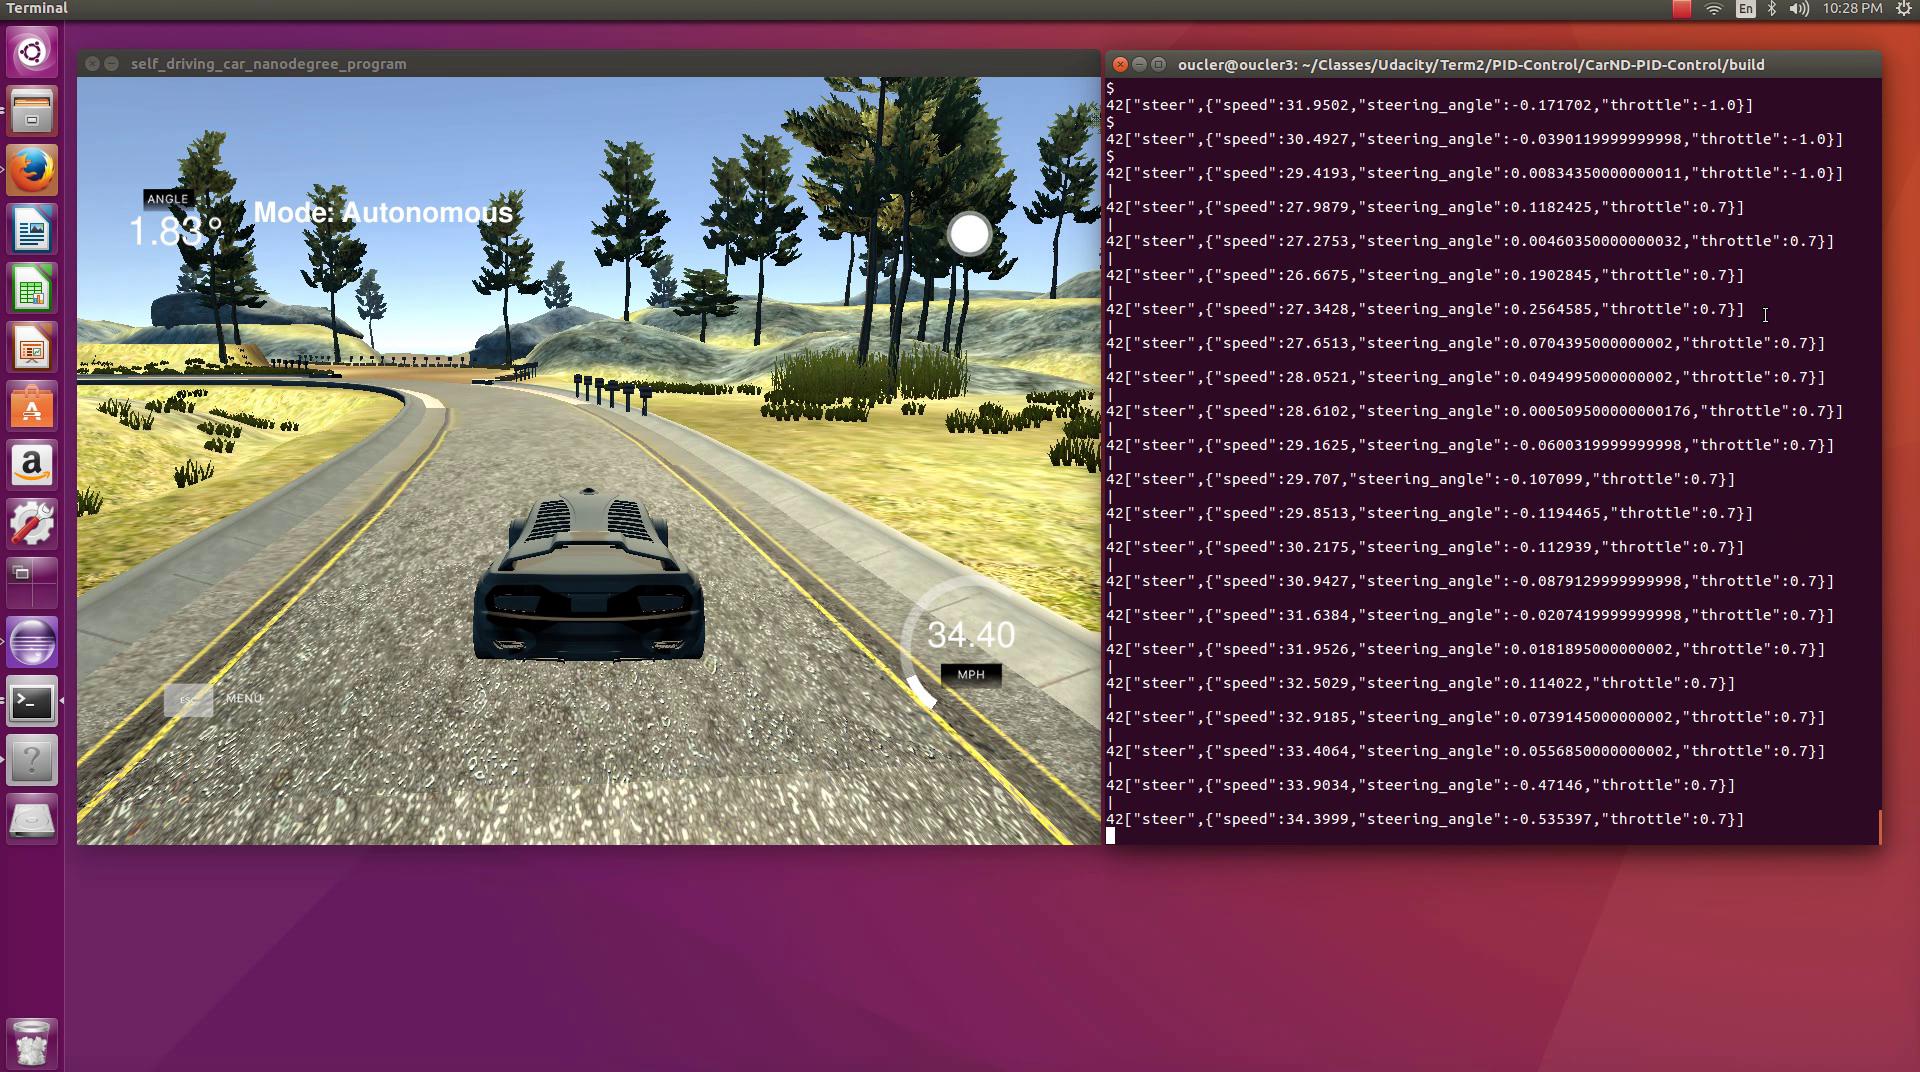 Terminal
En
10:28 PM
self_driving_car_nanodegree_program
ANGLE
1.83°
Mode: Autonomous
34.40
MPH
ESC
MENU
oucler@oucler3: ~/Classes/Udacity/Term2/PID-Control/CarND-PID-Control/build
$
42["steer",{"speed":31.9502,"steering_angle":-0.171702,"throttle":-1.0}]
$
42["steer",{"speed":30.4927,"steering_angle":-0.0390119999999998,"throttle":-1.0}]
$
42["steer",{"speed":29.4193,"steering_angle":0.00834350000000011,"throttle":-1.0}]
|
42["steer",{"speed":27.9879,"steering_angle":0.1182425,"throttle":0.7}]
|
42["steer",{"speed":27.2753,"steering_angle":0.00460350000000032,"throttle":0.7}]
|
42["steer",{"speed":26.6675,"steering_angle":0.1902845,"throttle":0.7}]
|
42["steer",{"speed":27.3428,"steering_angle":0.2564585,"throttle":0.7}]
|
42["steer",{"speed":27.6513,"steering_angle":0.0704395000000002,"throttle":0.7}]
|
42["steer",{"speed":28.0521,"steering_angle":0.0494995000000002,"throttle":0.7}]
|
42["steer",{"speed":28.6102,"steering_angle":0.000509500000000176,"throttle":0.7}]
|
42["steer",{"speed":29.1625,"steering_angle":-0.0600319999999998,"throttle":0.7}]
|
42["steer",{"speed":29.707,"steering_angle":-0.107099,"throttle":0.7}]
|
42["steer",{"speed":29.8513,"steering_angle":-0.1194465,"throttle":0.7}]
|
42["steer",{"speed":30.2175,"steering_angle":-0.112939,"throttle":0.7}]
|
42["steer",{"speed":30.9427,"steering_angle":-0.0879129999999998,"throttle":0.7}]
|
42["steer",{"speed":31.6384,"steering_angle":-0.0207419999999998,"throttle":0.7}]
|
42["steer",{"speed":31.9526,"steering_angle":0.0181895000000002,"throttle":0.7}]
|
42["steer",{"speed":32.5029,"steering_angle":0.114022,"throttle":0.7}]
|
42["steer",{"speed":32.9185,"steering_angle":0.0739145000000002,"throttle":0.7}]
|
42["steer",{"speed":33.4064,"steering_angle":0.0556850000000002,"throttle":0.7}]
|
42["steer",{"speed":33.9034,"steering_angle":-0.47146,"throttle":0.7}]
|
42["steer",{"speed":34.3999,"steering_angle":-0.535397,"throttle":0.7}]